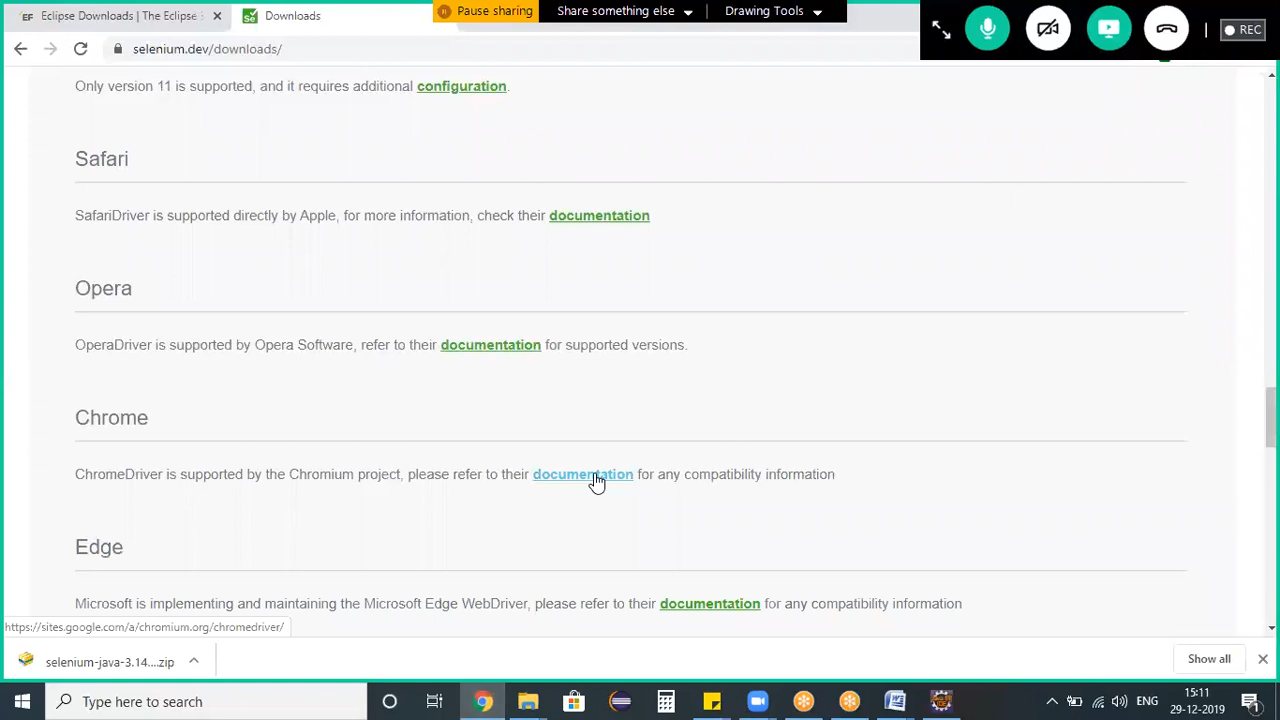 Eclipse Downloads | The Eclipse
Downloads
Pause sharing
Share something else
Drawing Tools
REC
selenium.dev/downloads/
Only version 11 is supported, and it requires additional configuration.
Safari
SafariDriver is supported directly by Apple, for more information, check their documentation
Opera
OperaDriver is supported by Opera Software, refer to their documentation for supported versions.
Chrome
ChromeDriver is supported by the Chromium project, please refer to their documentation for any compatibility information
Edge
Microsoft is implementing and maintaining the Microsoft Edge WebDriver, please refer to their documentation for any compatibility information
https://sites.google.com/a/chromium.org/chromedriver/
selenium-java-3.14....zip
Show all
Type here to search
ENG
15:11
29-12-2019
1